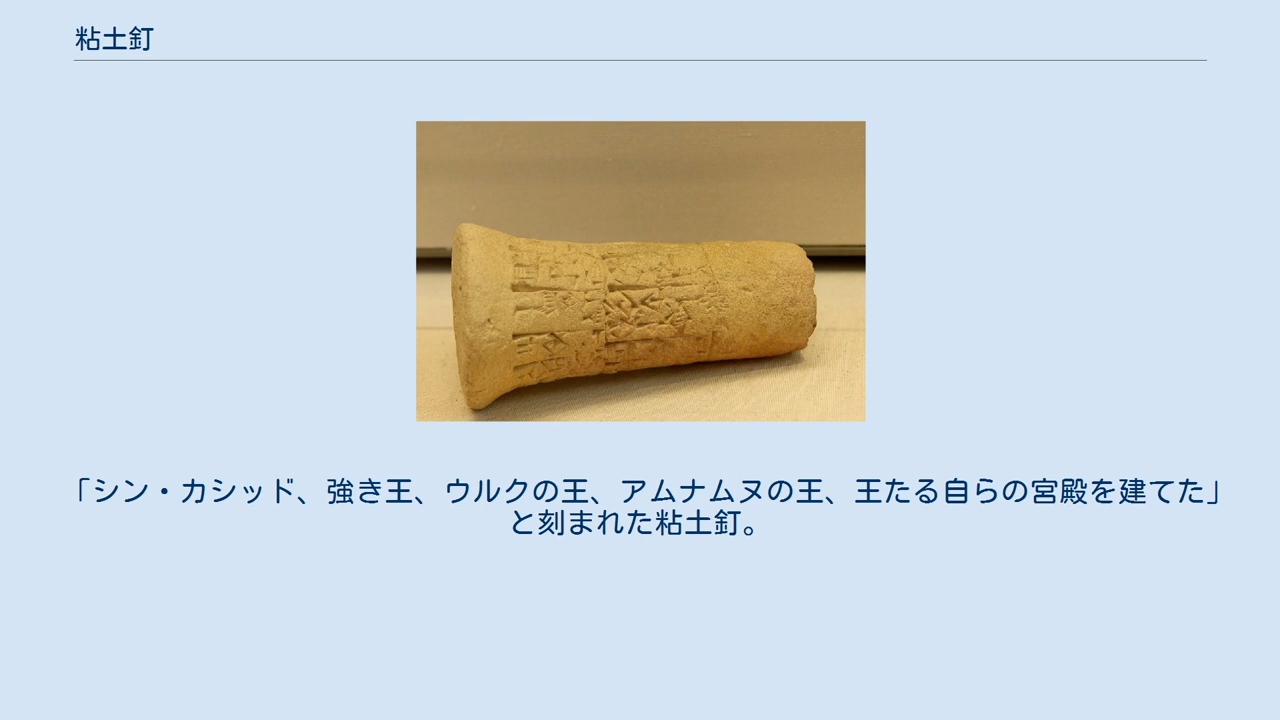 粘土釘
「シン・カシッド、強き王、ウルクの王、アムナムヌの王、王たる自らの宮殿を建てた」
と刻まれた粘土釘。